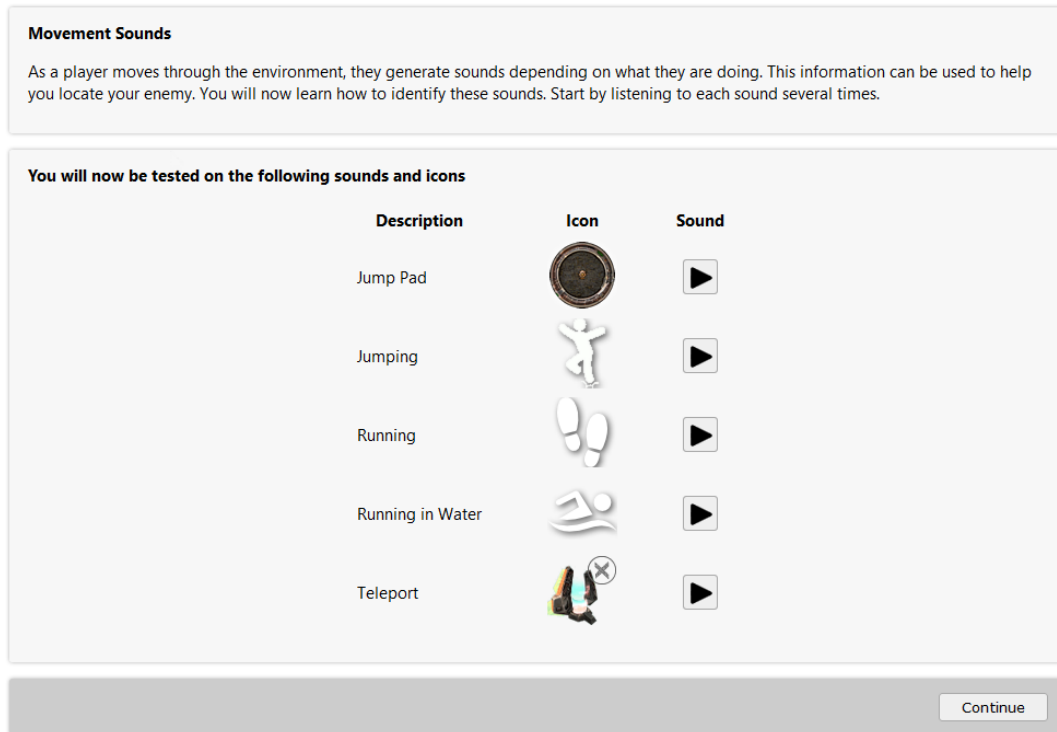 Movement Sounds
As a player moves through the environment, they generate sounds depending on what they are doing. This information can be used to help
you locate your enemy. You will now learn how to identify these sounds. Start by listening to each sound several times.
You will now be tested on the following sounds and icons
Description Icon Sound
Jump Pad
Jumping
Running
Running in Water
Teleport
Continue